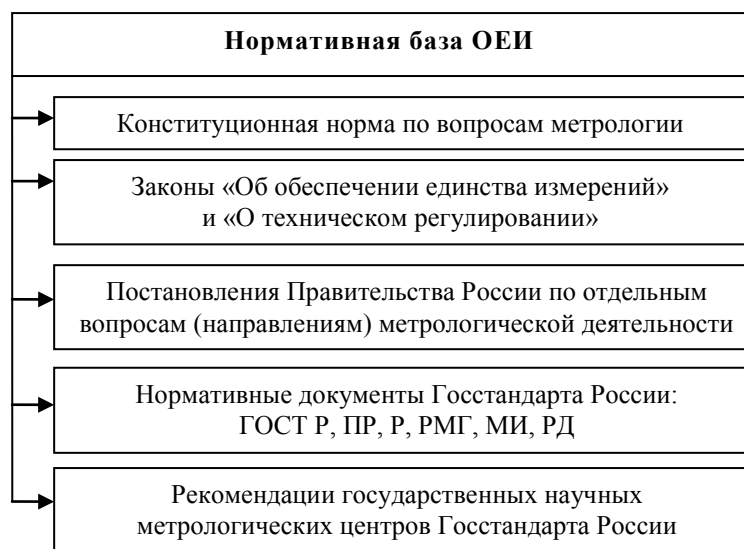 Нормативная база ОЕИ
Конституционная норма по вопросам метрологии
Законы «Об обеспечении единства измерений»
и «О техническом регулировании»
Постановления Правительства России по отдельным
вопросам (направлениям) метрологической деятельности
Нормативные документы Госстандарта России:
ГОСТ Р, ПР, Р, РМГ, МИ, РД
Рекомендации государственных научных
метрологических центров Госстандарта России